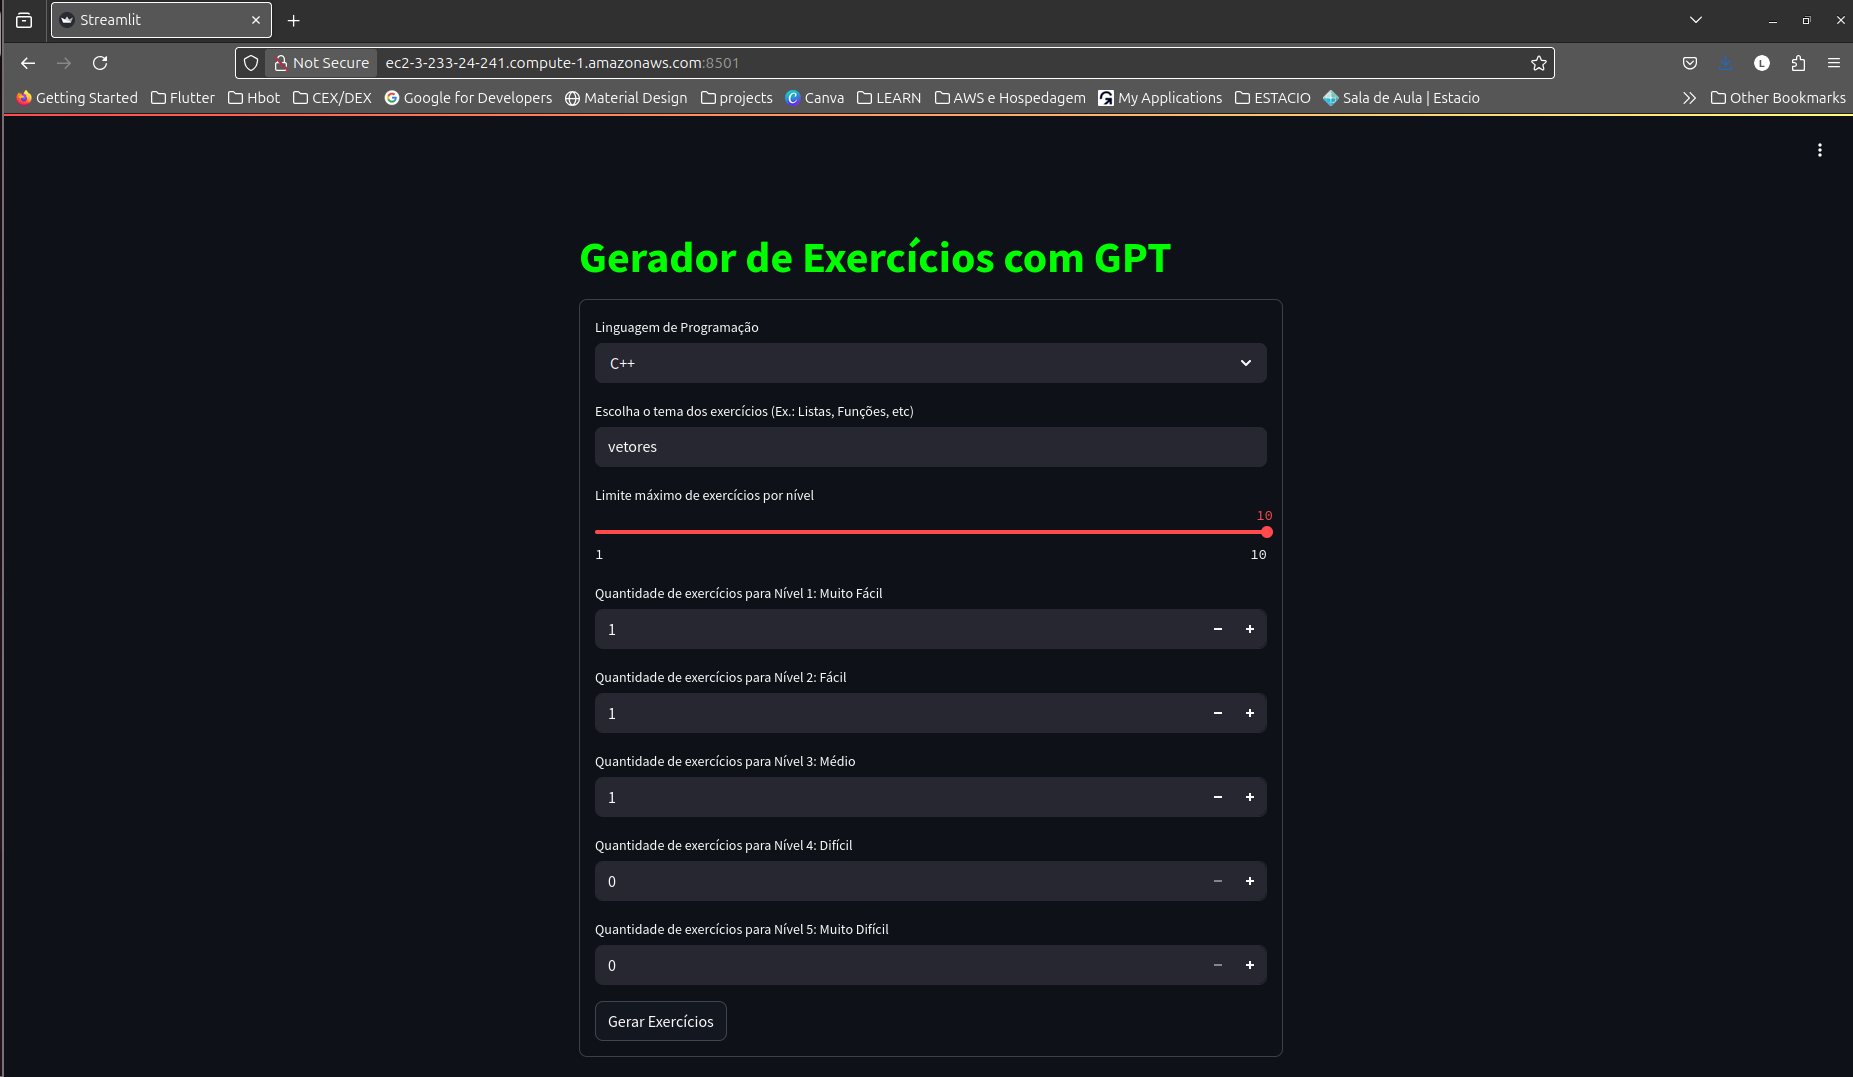 Streamlit
Not Secure ec2-3-233-24-241.compute-1.amazonaws.com:8501
L
Getting Started Flutter Hbot CEX/DEX Google for Developers Material Design projects Canva LEARN AWS e Hospedagem My Applications ESTACIO Sala de Aula | Estacio Other Bookmarks
Gerador de Exercícios com GPT
Linguagem de Programação
C++
Escolha o tema dos exercícios (Ex.: Listas, Funções, etc)
vetores
Limite máximo de exercícios por nível
10
1 10
Quantidade de exercícios para Nível 1: Muito Fácil
1
Quantidade de exercícios para Nível 2: Fácil
1
Quantidade de exercícios para Nível 3: Médio
1
Quantidade de exercícios para Nível 4: Difícil
0
Quantidade de exercícios para Nível 5: Muito Difícil
0
Gerar Exercícios